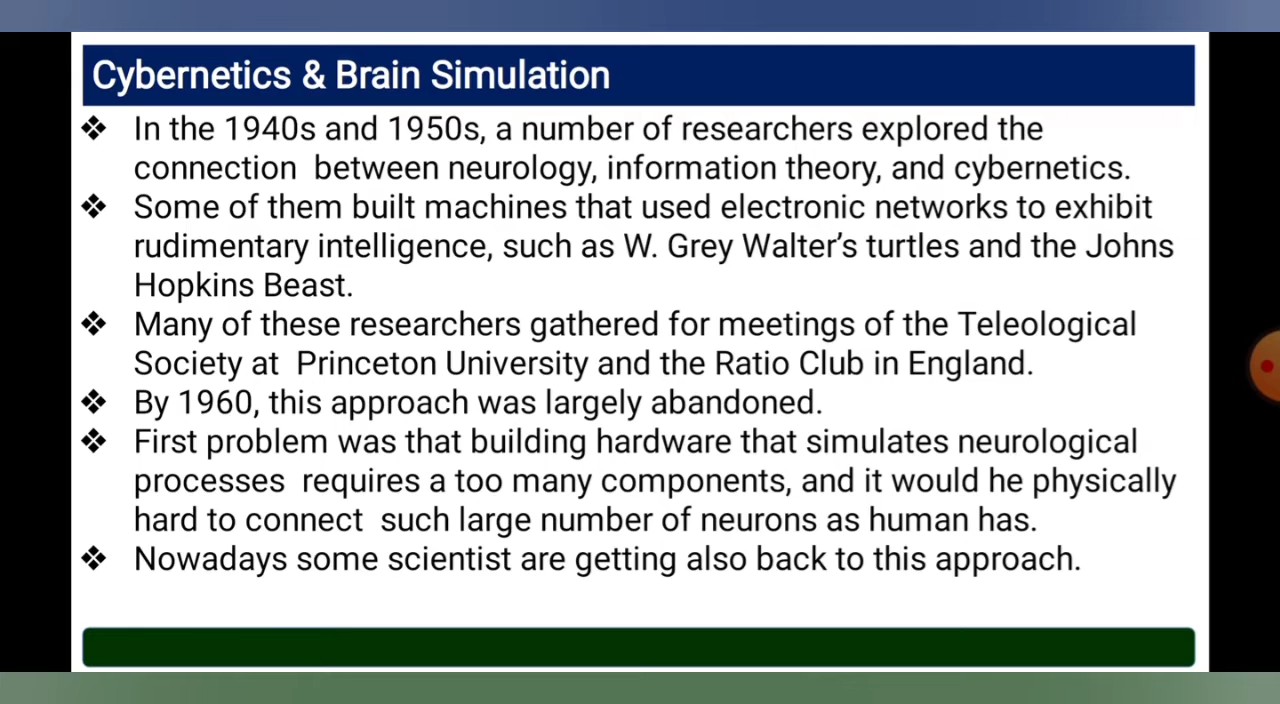 Cybernetics & Brain Simulation
❖ In the 1940s and 1950s, a number of researchers explored the
connection between neurology, information theory, and cybernetics.
❖ Some of them built machines that used electronic networks to exhibit
rudimentary intelligence, such as W. Grey Walter's turtles and the Johns
Hopkins Beast.
❖ Many of these researchers gathered for meetings of the Teleological
Society at Princeton University and the Ratio Club in England.
❖ By 1960, this approach was largely abandoned.
❖ First problem was that building hardware that simulates neurological
processes requires a too many components, and it would he physically
hard to connect such large number of neurons as human has.
❖ Nowadays some scientist are getting also back to this approach.